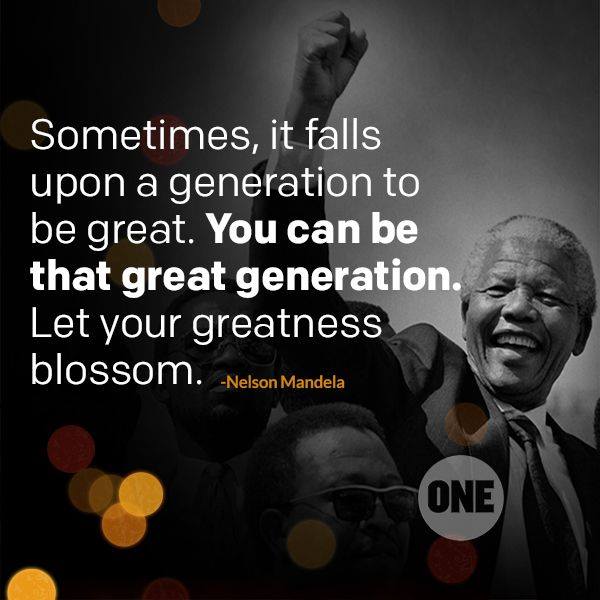 Sometimes, it falls
upon a generation to
be great. You can be
that great generation.
Let your greatness
blossom. -Nelson Mandela
ONE